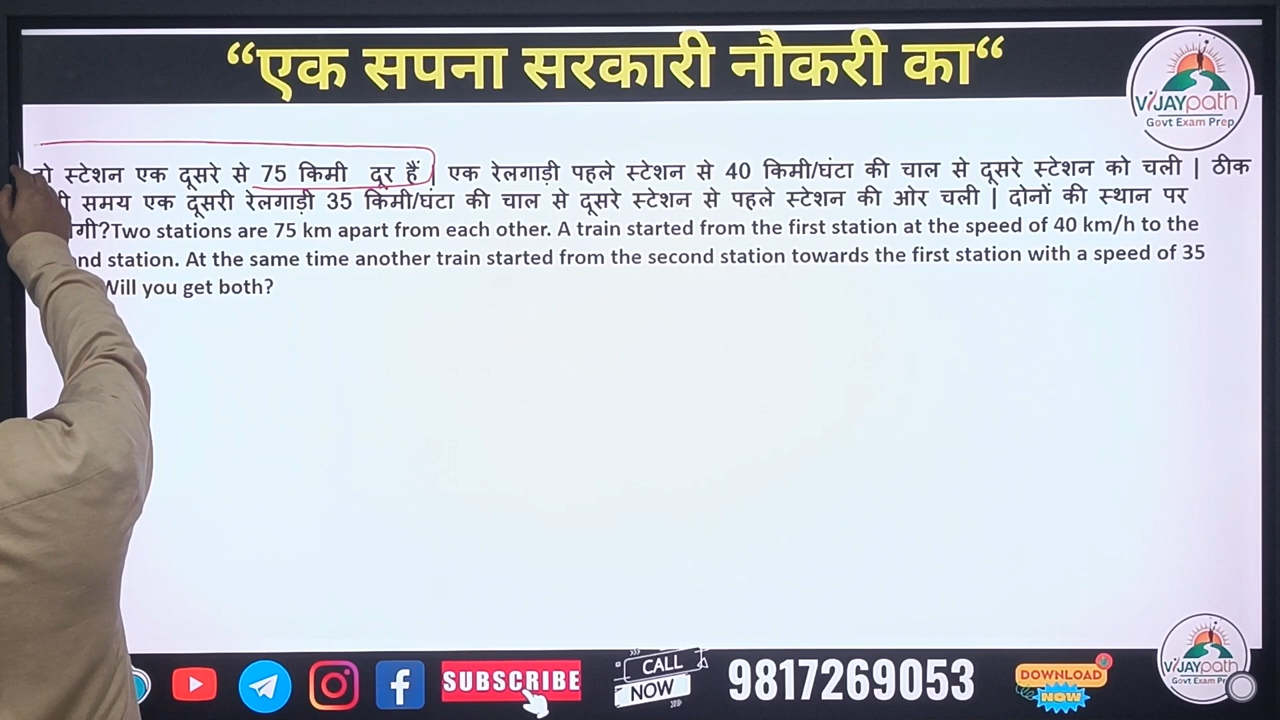 “एक सपना सरकारी नौकरी का“
ViJAYpath
Govt Exam Prep
स्टेशन एक दूसरे से 75 किमी दूर हैं | एक रेलगाड़ी पहले स्टेशन से 40 किमी/घंटा की चाल से दूसरे स्टेशन को चली | ठीक
समय एक दूसरी रेलगाड़ी 35 किमी/घंटा की चाल से दूसरे स्टेशन से पहले स्टेशन की ओर चली | दोनों की स्थान पर
Two stations are 75 km apart from each other. A train started from the first station at the speed of 40 km/h to the
station. At the same time another train started from the second station towards the first station with a speed of 35
Will you get both?
SUBSCRIBE
CALL
NOW
9817269053
DOWNLOAD
NOW
ViJAYpath